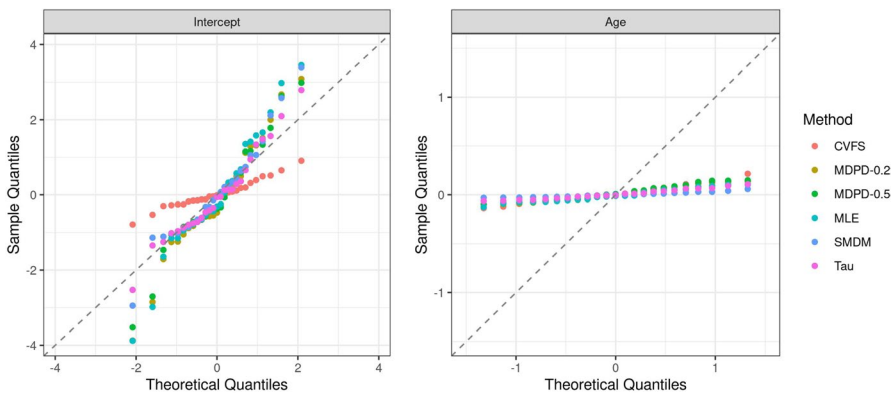 Intercept
Age
4
2
0
-2
-4
-4
-2
0
2
4
Sample Quantiles
Theoretical Quantiles
1
0
-1
-1
0
1
Sample Quantiles
Theoretical Quantiles
Method
CVFS
MDPD-0.2
MDPD-0.5
MLE
SMDM
Tau